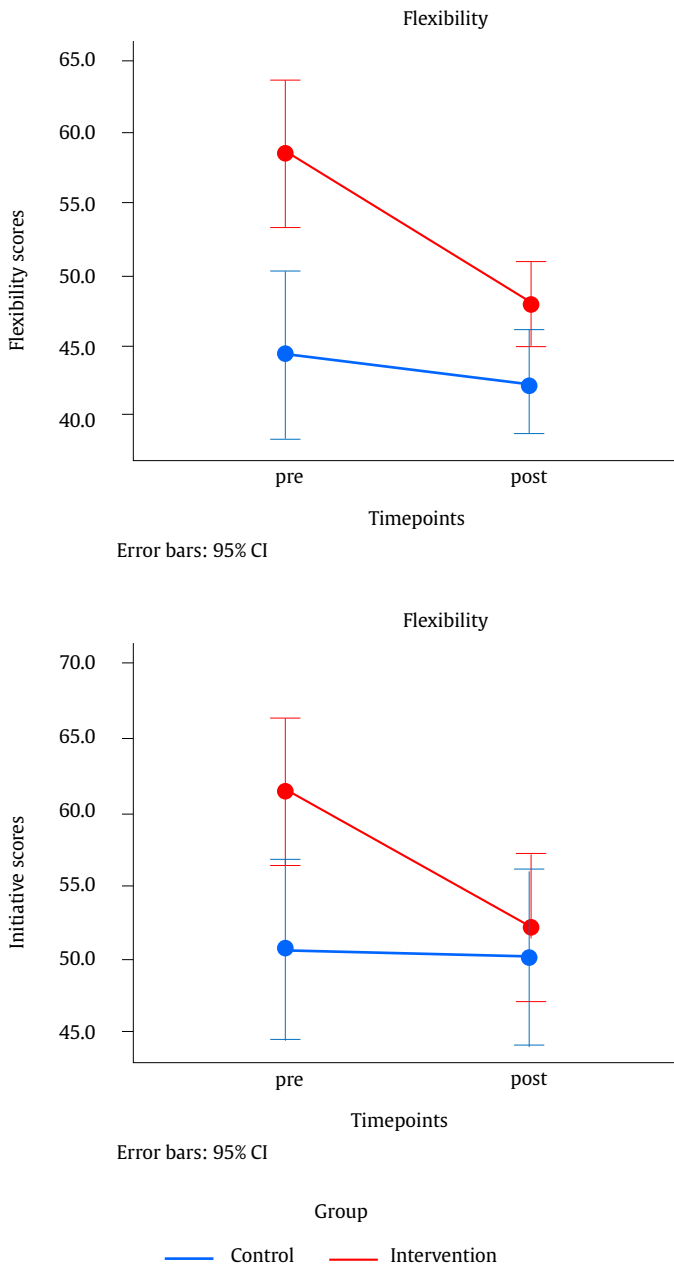 Flexibility
65.0
60.0
55.0
50.0
45.0
40.0
Flexibility scores
pre post
Timepoints
Error bars: 95% CI
Flexibility
70.0
65.0
60.0
55.0
50.0
45.0
Initiative scores
pre post
Timepoints
Error bars: 95% CI
Group
Control Intervention